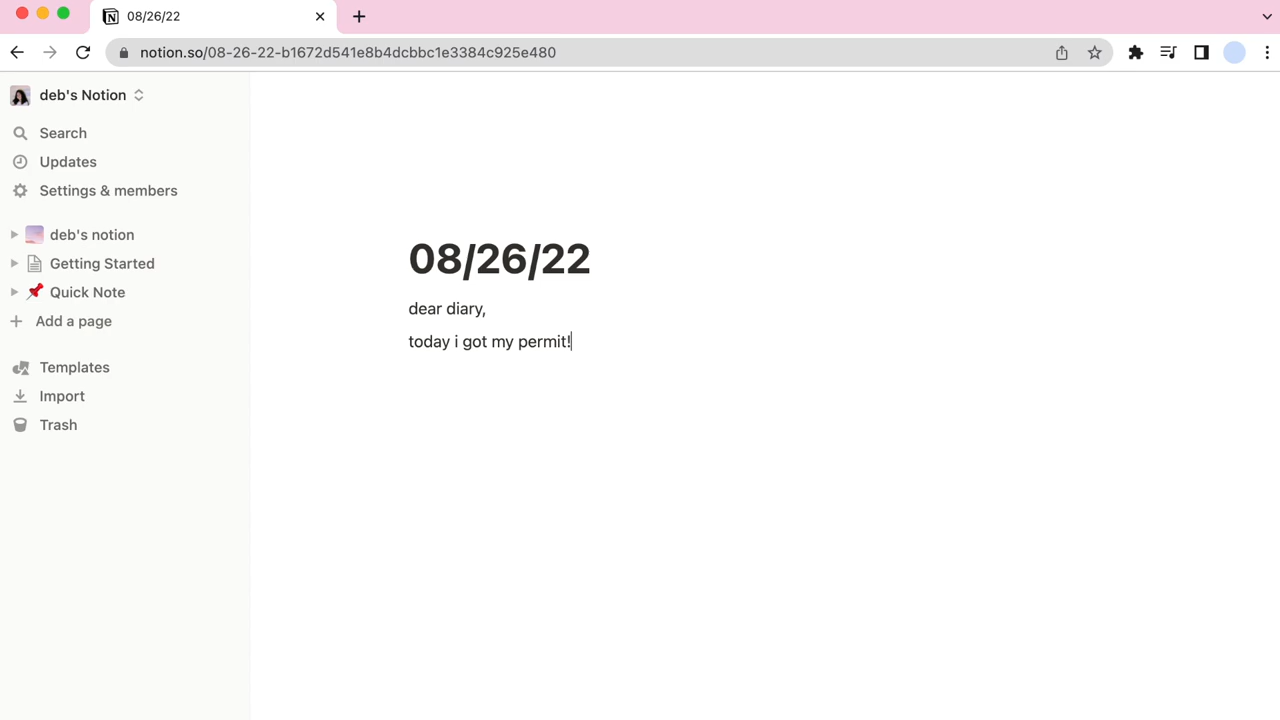 08/26/22
notion.so/08-26-22-b1672d541e8b4dcbbc1e3384c925e480
deb's Notion
Search
Updates
Settings & members
deb's notion
Getting Started
Quick Note
Add a page
Templates
Import
Trash
08/26/22
dear diary,
today i got my permit!